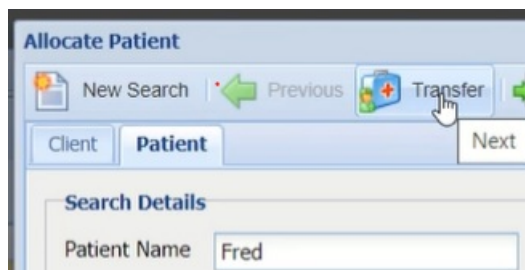 Allocate Patient
New Search Previous Transfer
Client Patient Next
Search Details
Patient Name Fred